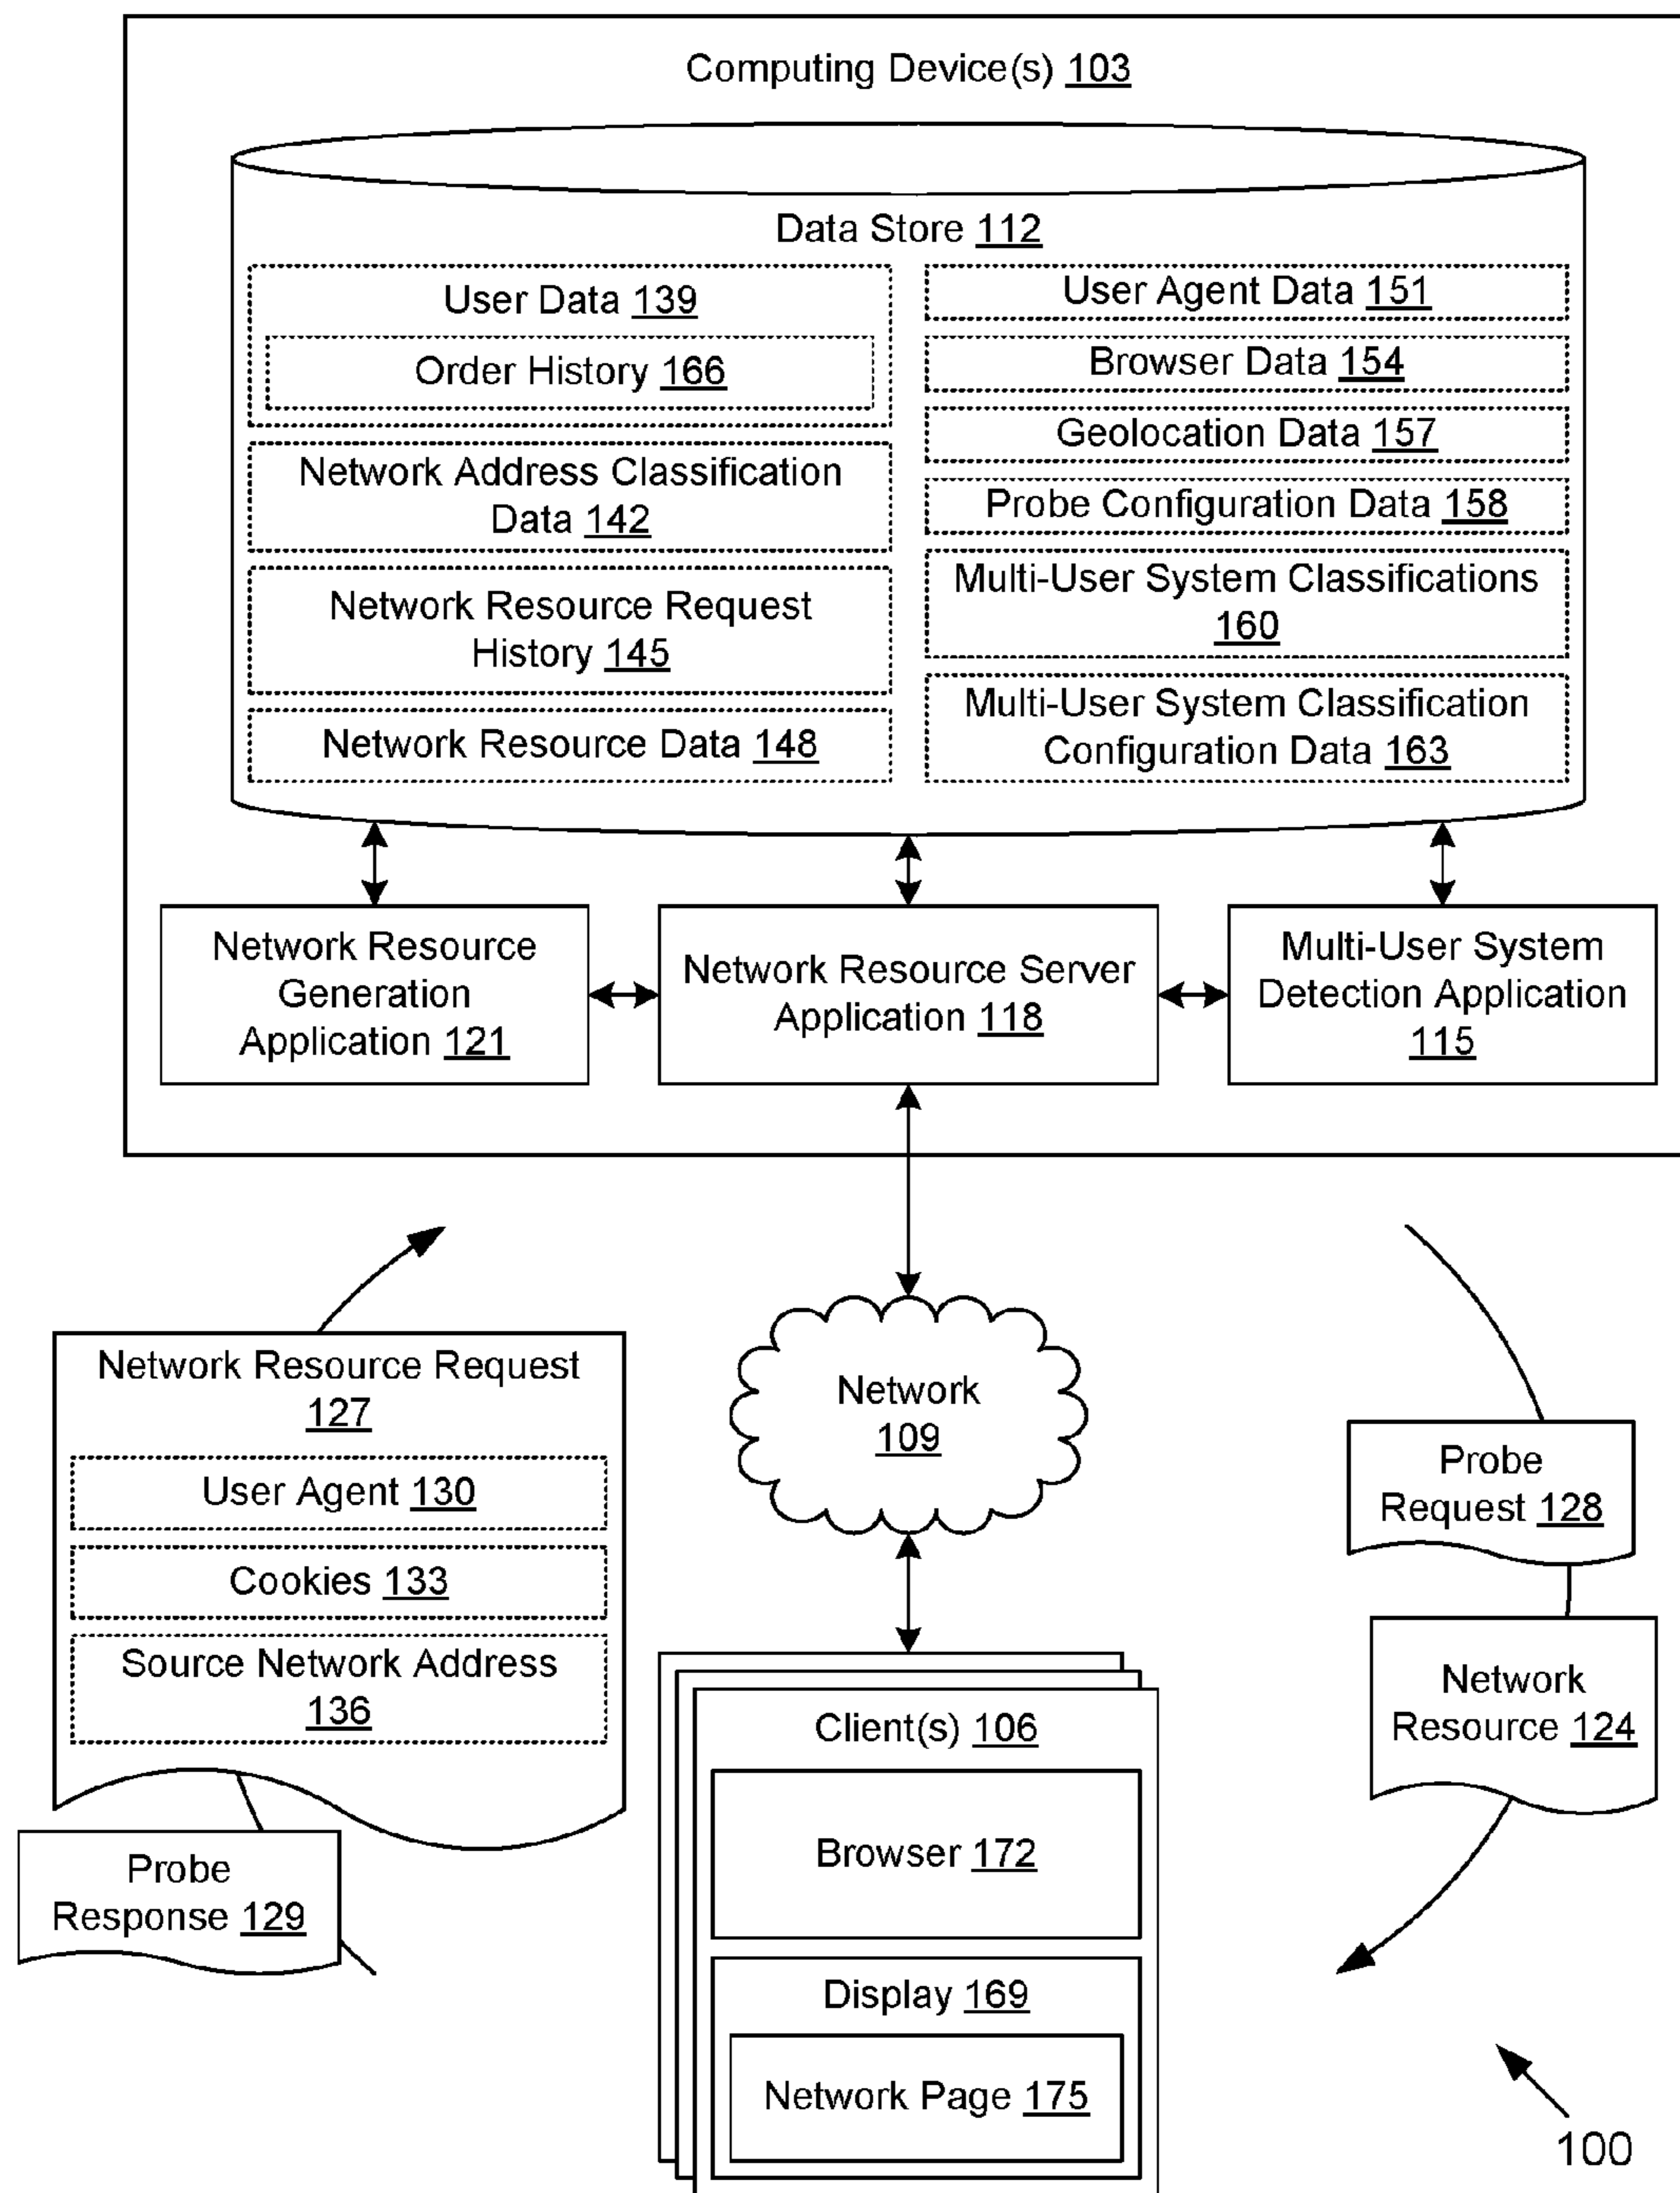 Computing Device(s) 103
Data Store 112
User Data 139
Order History 166
Network Address Classification
Data 142
Network Resource Request
History 145
Network Resource Data 148
User Agent Data 151
Browser Data 154
Geolocation Data 157
Probe Configuration Data 158
Multi-User System Classifications
160
Multi-User System Classification
Configuration Data 163
Network Resource
Generation
Application 121
Network Resource Server
Application 118
Multi-User System
Detection Application
115
Network Resource Request
127
User Agent 130
Cookies 133
Source Network Address
136
Probe
Response 129
Network
109
Client(s) 106
Browser 172
Display 169
Network Page 175
Probe
Request 128
Network
Resource 124
100